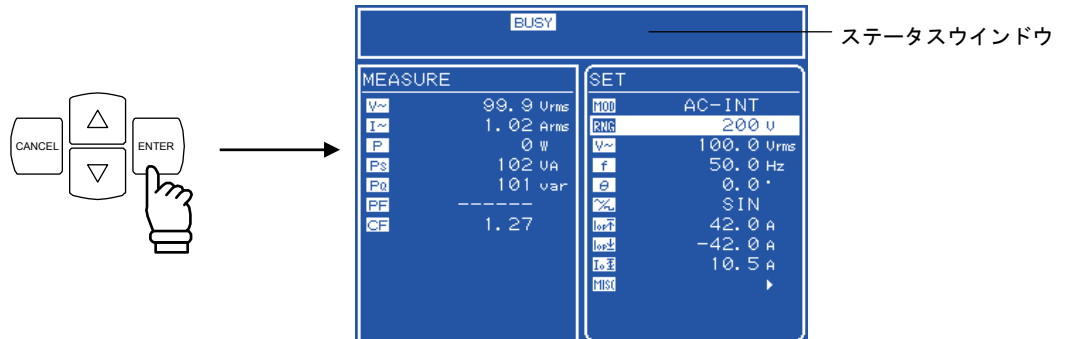 BUSY
ステータスウインドウ
CANCEL
△
▽
ENTER
MEASURE
V~ 99.9 Vrms
I~ 1.02 Arms
P 0 W
PS 102 VA
PQ 101 var
PF ------
CF 1.27
SET
MOD AC-INT
RNG 200 V
V~ 100.0 Vrms
f 50.0 Hz
θ 0.0°
SIN
42.0 A
-42.0 A
10.5 A
MISC